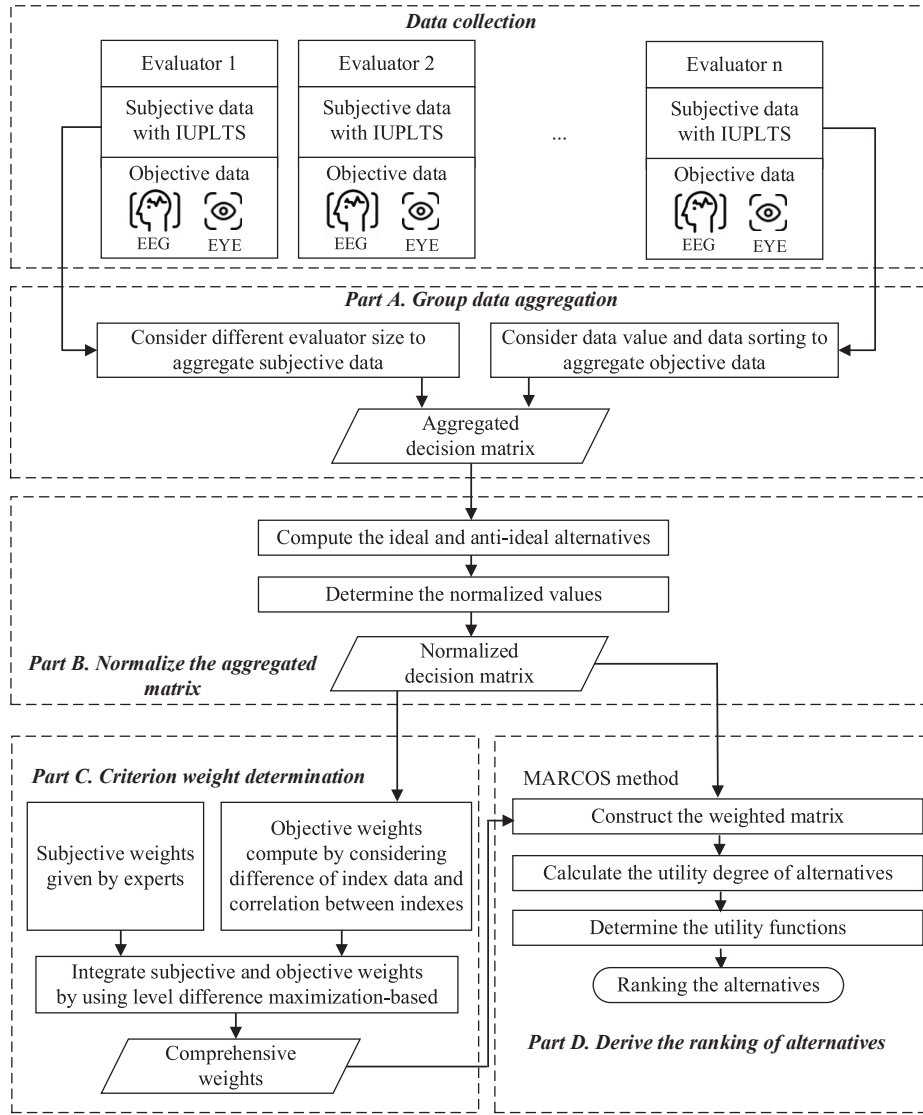 Data collection
Evaluator 1
Subjective data
with IUPLTS
Objective data
EEG
EYE
Evaluator 2
Subjective data
with IUPLTS
Objective data
EEG
EYE
...
Evaluator n
Subjective data
with IUPLTS
Objective data
EEG
EYE
Part A. Group data aggregation
Consider different evaluator size to
aggregate subjective data
Consider data value and data sorting to
aggregate objective data
Aggregated
decision matrix
Compute the ideal and anti-ideal alternatives
Determine the normalized values
Part B. Normalize the aggregated
matrix
Normalized
decision matrix
Part C. Criterion weight determination
Subjective weights
given by experts
Objective weights
compute by considering
difference of index data and
correlation between indexes
Integrate subjective and objective weights
by using level difference maximization-based
Comprehensive
weights
MARCOS method
Construct the weighted matrix
Calculate the utility degree of alternatives
Determine the utility functions
Ranking the alternatives
Part D. Derive the ranking of alternatives